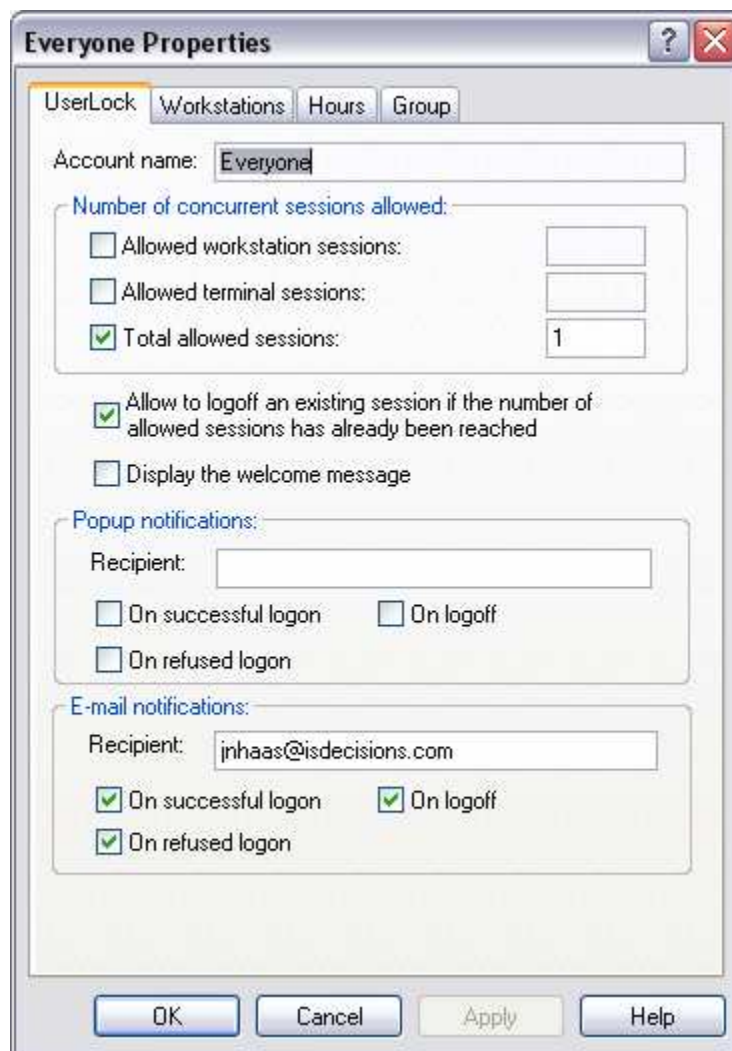 Everyone Properties
UserLock Workstations Hours Group
Account name: Everyone
Number of concurrent sessions allowed:
Allowed workstation sessions:
Allowed terminal sessions:
Total allowed sessions: 1
Allow to logoff an existing session if the number of
allowed sessions has already been reached
Display the welcome message
Popup notifications:
Recipient:
On successful logon On logoff
On refused logon
E-mail notifications:
Recipient: jnhaas@isdecisions.com
On successful logon On logoff
On refused logon
OK Cancel Apply Help